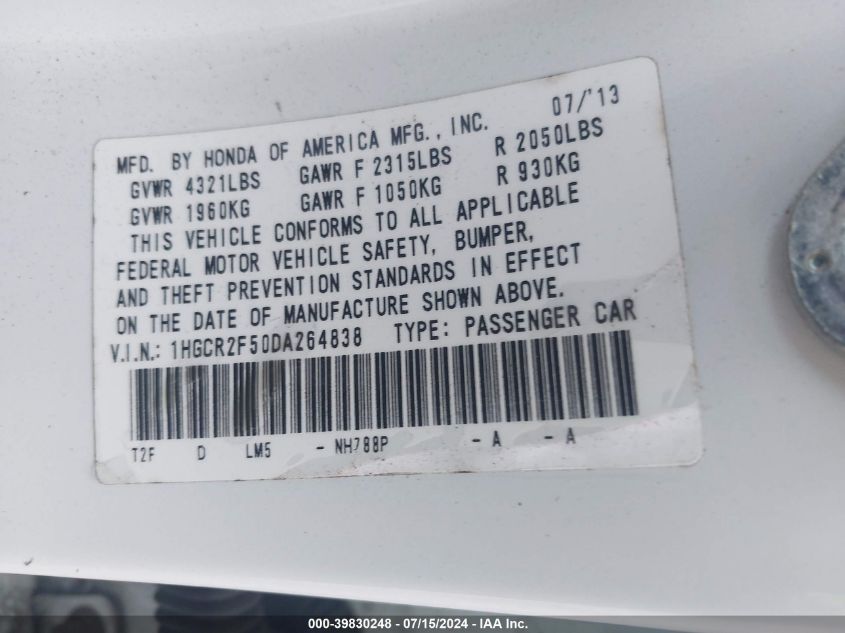 07/'13
MFD. BY HONDA OF AMERICA MFG., INC.
GVWR 4321LBS GAWR F 2315LBS R 2050LBS
GVWR 1960KG GAWR F 1050KG R 930KG
THIS VEHICLE CONFORMS TO ALL APPLICABLE
FEDERAL MOTOR VEHICLE SAFETY, BUMPER,
AND THEFT PREVENTION STANDARDS IN EFFECT
ON THE DATE OF MANUFACTURE SHOWN ABOVE.
V.I.N.: 1HGCR2F50DA264838 TYPE: PASSENGER CAR
T2F D LM5 - NH788P - A - A
000-39830248 - 07/15/2024 - IAA Inc.